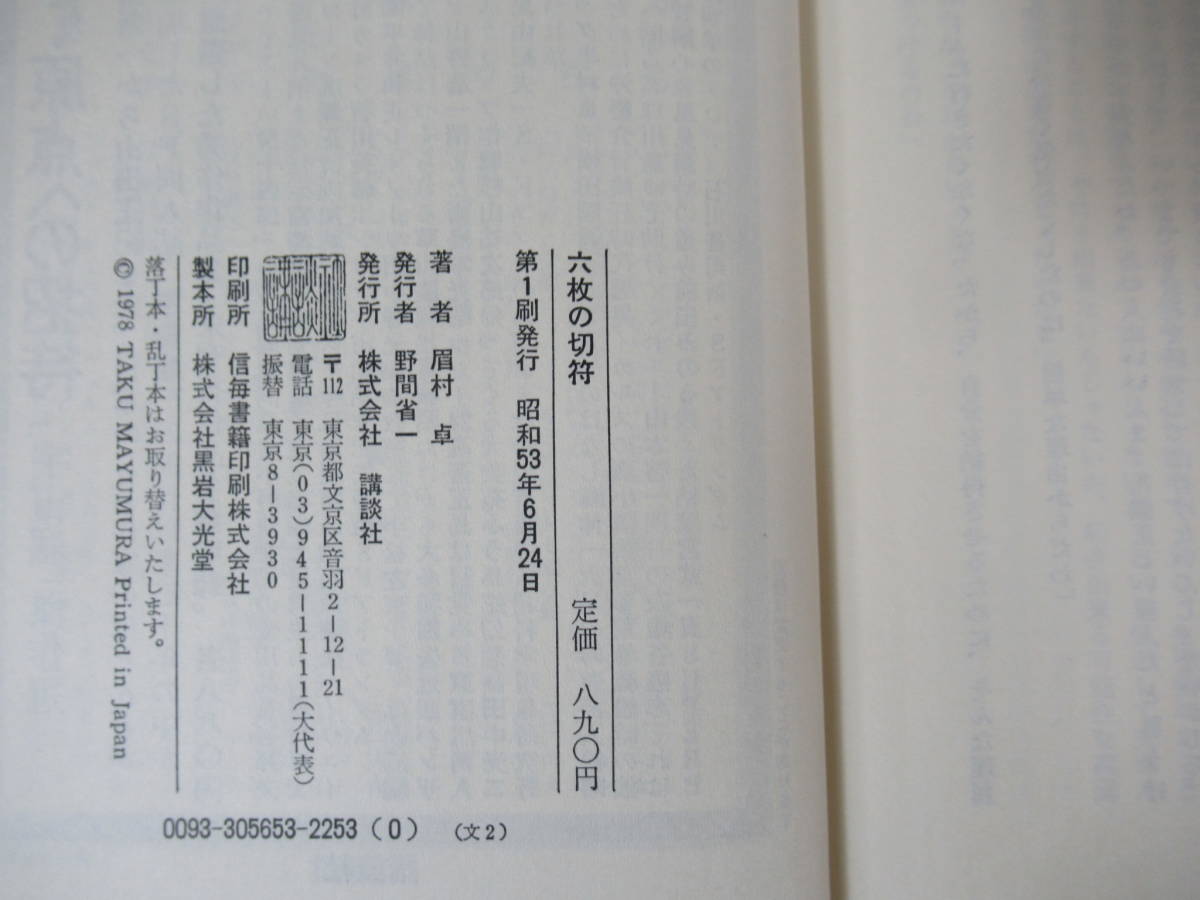 六枚の切符　定価　八九〇円
第1刷発行　昭和53年6月24日
著　者　眉村　卓
発行者　野間省一
発行所　株式会社　講談社
〒112　東京都文京区音羽2-12-21
電話　東京(03)945-1111(大代表)
振替　東京8-3930
印刷所　信毎書籍印刷株式会社
製本所　株式会社黒岩大光堂
落丁本・乱丁本はお取り替えいたします。
© 1978 TAKU MAYUMURA Printed in Japan
0093-305653-2253 (0)　(文2)